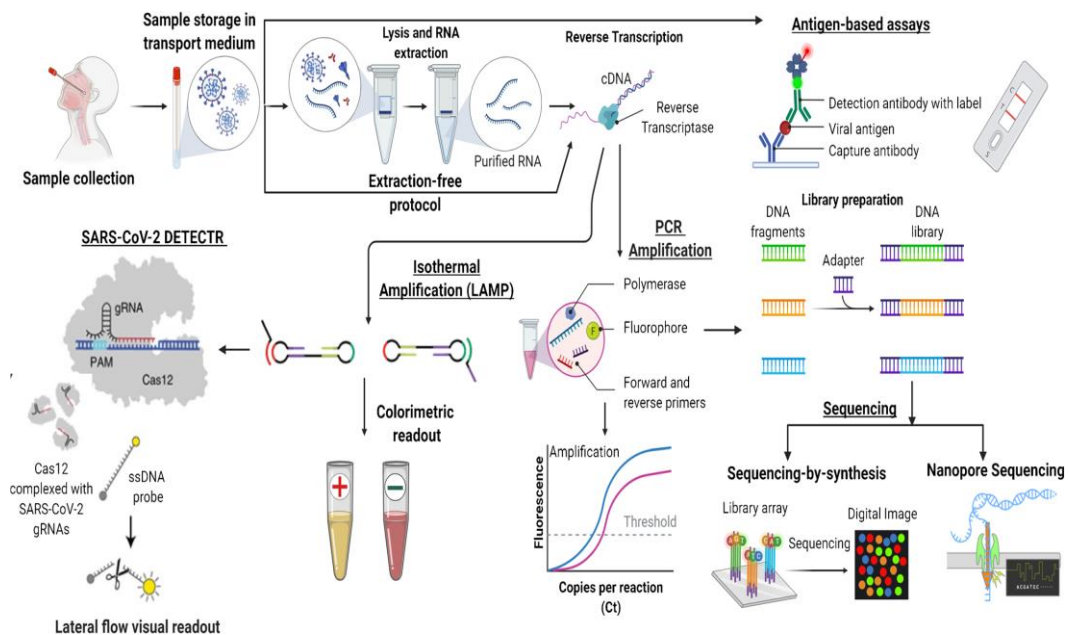 Sample storage in
transport medium
Lysis and RNA
extraction
Reverse Transcription
Antigen-based assays
cDNA
Reverse
Transcriptase
Detection antibody with label
Viral antigen
Capture antibody
C
T
S
Purified RNA
Sample collection
Extraction-free
protocol
SARS-CoV-2 DETECTR
gRNA
PAM
Cas12
Cas12
complexed with
SARS-CoV-2
gRNAs
ssDNA
probe
Lateral flow visual readout
Isothermal
Amplification (LAMP)
Colorimetric
readout
+
−
PCR
Amplification
Polymerase
F
Fluorophore
Forward and
reverse primers
Amplification
Threshold
Fluorescence
Copies per reaction
(Ct)
Library preparation
DNA
fragments
DNA
library
Adapter
Sequencing
Sequencing-by-synthesis
Library array
Sequencing
Digital Image
Nanopore Sequencing